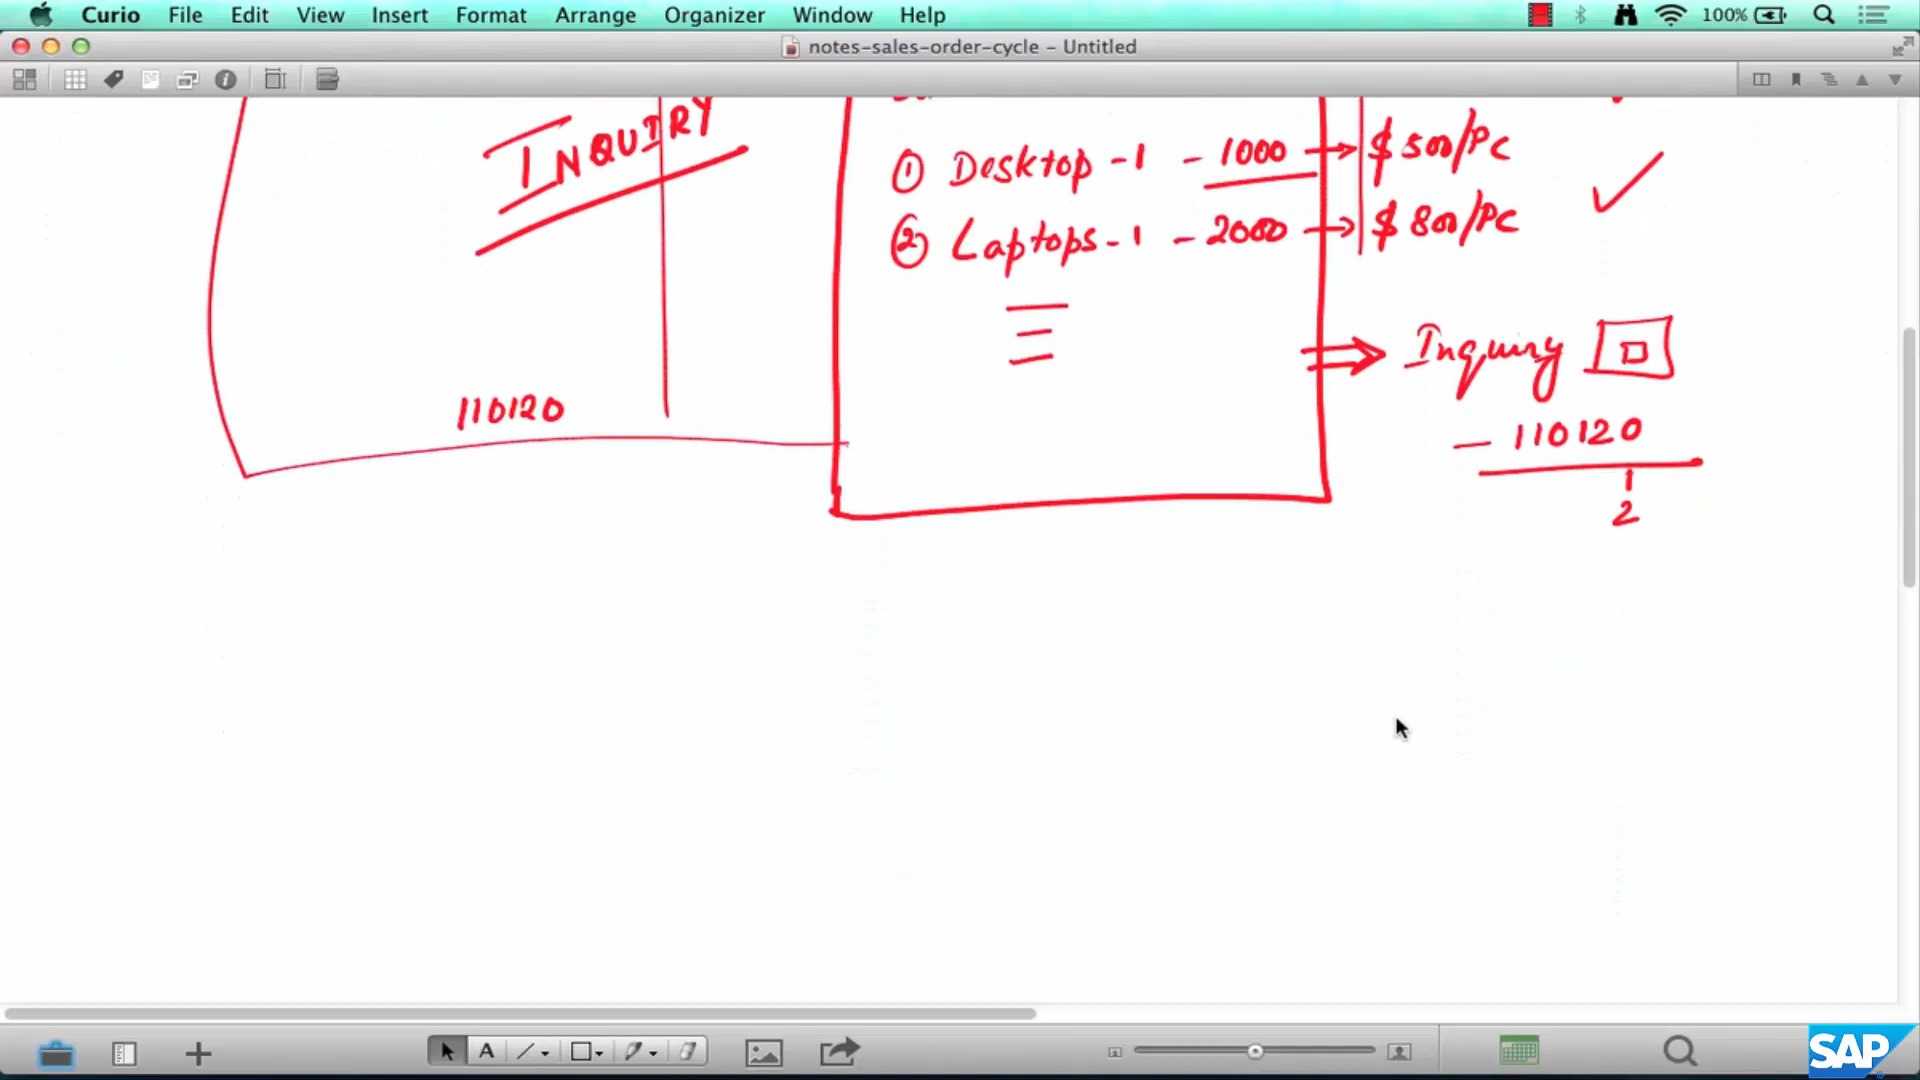 Curio File Edit View Insert Format Arrange Organizer Window Help 100%
notes-sales-order-cycle – Untitled
INQUIRY
① Desktop-1 - 1000 → $500/PC
② Laptops-1 - 2000 → $800/PC
⇒ Inquiry
110120
- 110120
1
2
A
SAP